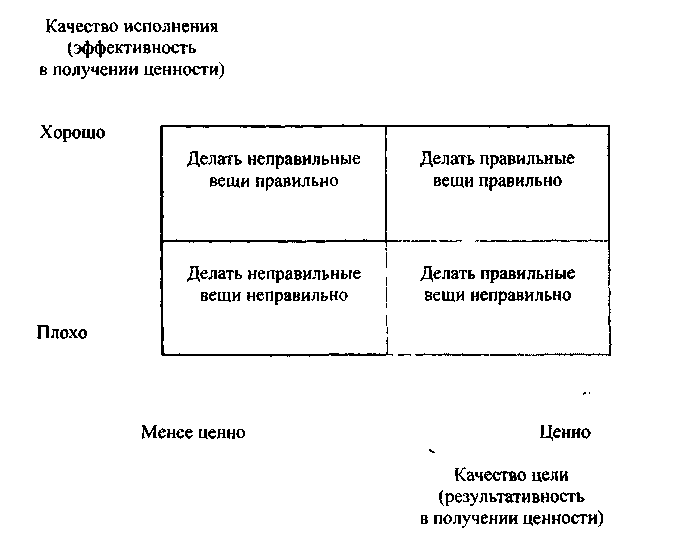 Качество исполнения
(эффективность
в получении ценности)
Хорошо
Делать неправильные
вещи правильно
Делать правильные
вещи правильно
Делать неправильные
вещи неправильно
Делать правильные
вещи неправильно
Плохо
Менее ценно
Ценно
Качество цели
(результативность
в получении ценности)